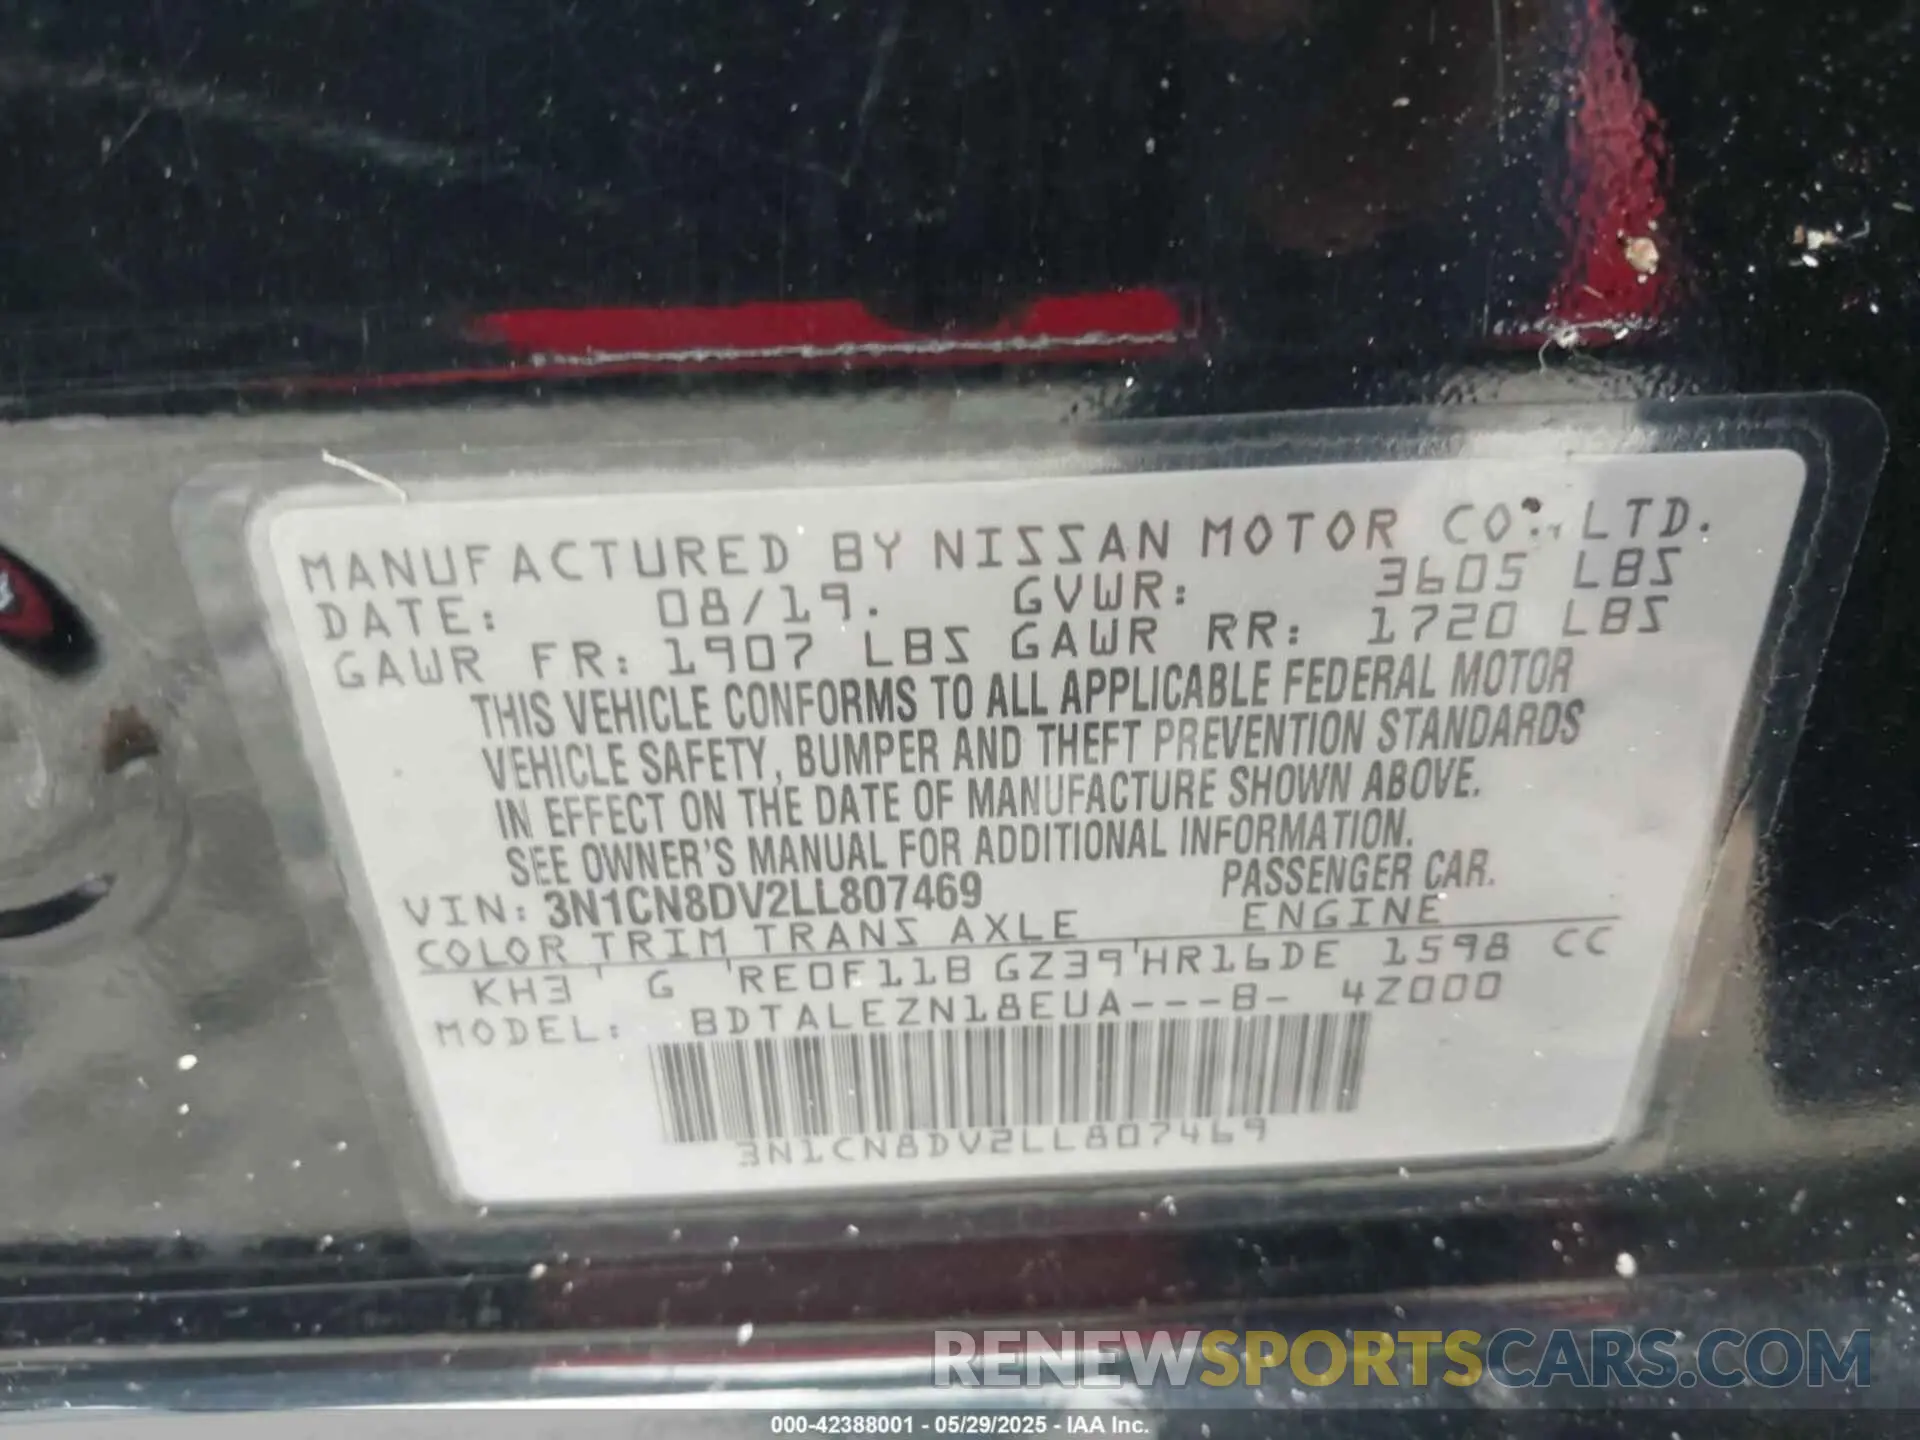 MANUFACTURED BY NISSAN MOTOR CO., LTD.
DATE: 08/19. GVWR: 3605 LBS
GAWR FR: 1907 LBS GAWR RR: 1720 LBS
THIS VEHICLE CONFORMS TO ALL APPLICABLE FEDERAL MOTOR
VEHICLE SAFETY, BUMPER AND THEFT PREVENTION STANDARDS
IN EFFECT ON THE DATE OF MANUFACTURE SHOWN ABOVE.
SEE OWNER'S MANUAL FOR ADDITIONAL INFORMATION.
VIN: 3N1CN8DV2LL807469 PASSENGER CAR.
COLOR TRIM TRANS AXLE ENGINE
KH3 ' G 'RE0F11B GZ39'HR16DE 1598 CC
MODEL: BDTALEZN18EUA---B- 4Z000
3N1CN8DV2LL807469
RENEWSPORTSCARS.COM
000-42388001 - 05/29/2025 - IAA Inc.